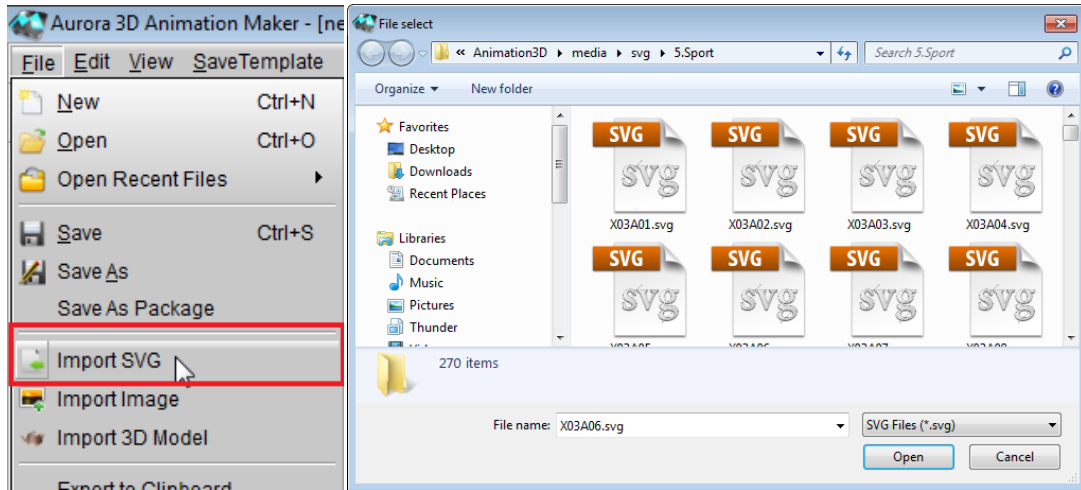 Aurora 3D Animation Maker - [ne
File Edit View SaveTemplate
New Ctrl+N
Open Ctrl+O
Open Recent Files
Save Ctrl+S
Save As
Save As Package
Import SVG
Import Image
Import 3D Model
Export to Clipboard
File select
« Animation3D media svg 5.Sport
Search 5.Sport
Organize New folder
Favorites
Desktop
Downloads
Recent Places
Libraries
Documents
Music
Pictures
Thunder
SVG SVG SVG SVG
svg svg svg svg
X03A01.svg X03A02.svg X03A03.svg X03A04.svg
SVG SVG SVG SVG
svg svg svg svg
270 items
File name: X03A06.svg
SVG Files (*.svg)
Open Cancel